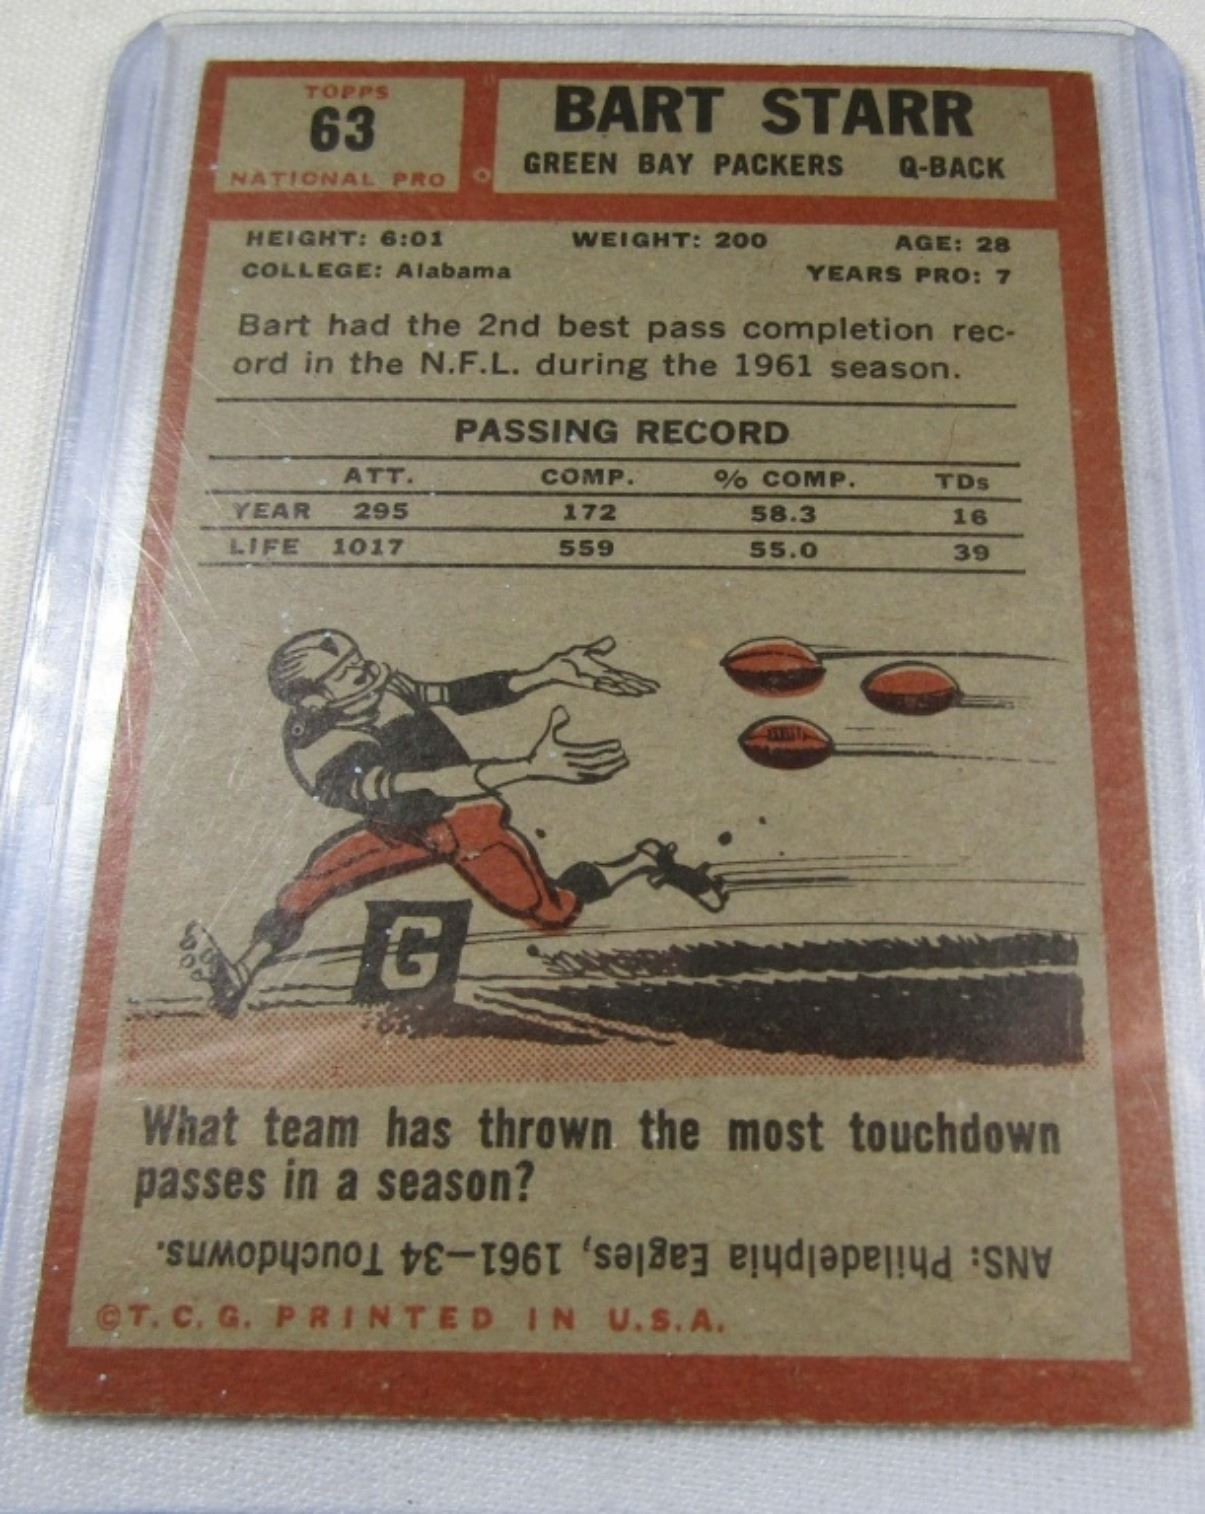 TOPPS
63
NATIONAL PRO
BART STARR
GREEN BAY PACKERS Q-BACK
HEIGHT: 6:01 WEIGHT: 200 AGE: 28
COLLEGE: Alabama YEARS PRO: 7
Bart had the 2nd best pass completion rec-
ord in the N.F.L. during the 1961 season.
PASSING RECORD
ATT. COMP. % COMP. TDs
YEAR 295 172 58.3 16
LIFE 1017 559 55.0 39
G
What team has thrown the most touchdown
passes in a season?
ANS: Philadelphia Eagles, 1961—34 Touchdowns.
©T.C.G. PRINTED IN U.S.A.